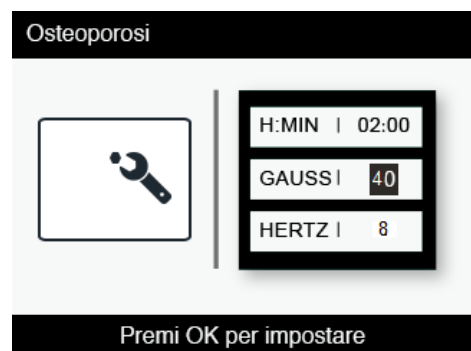 Osteoporosi
H:MIN | 02:00
GAUSS | 40
HERTZ | 8
Premi OK per impostare